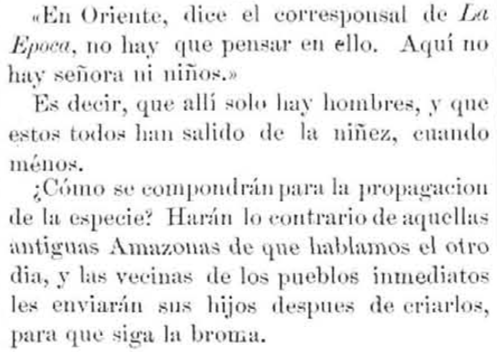 «En Oriente, dice el corresponsal de La
Epoca, no hay que pensar en ello. Aquí no
hay señora ni niños.»
Es decir, que allí solo hay hombres, y que
estos todos han salido de la niñez, cuando
ménos.
¿Cómo se compondrán para la propagacion
de la especie? Harán lo contrario de aquellas
antiguas Amazonas de que hablamos el otro
dia, y las vecinas de los pueblos inmediatos
les enviarán sus hijos despues de criarlos,
para que siga la broma.